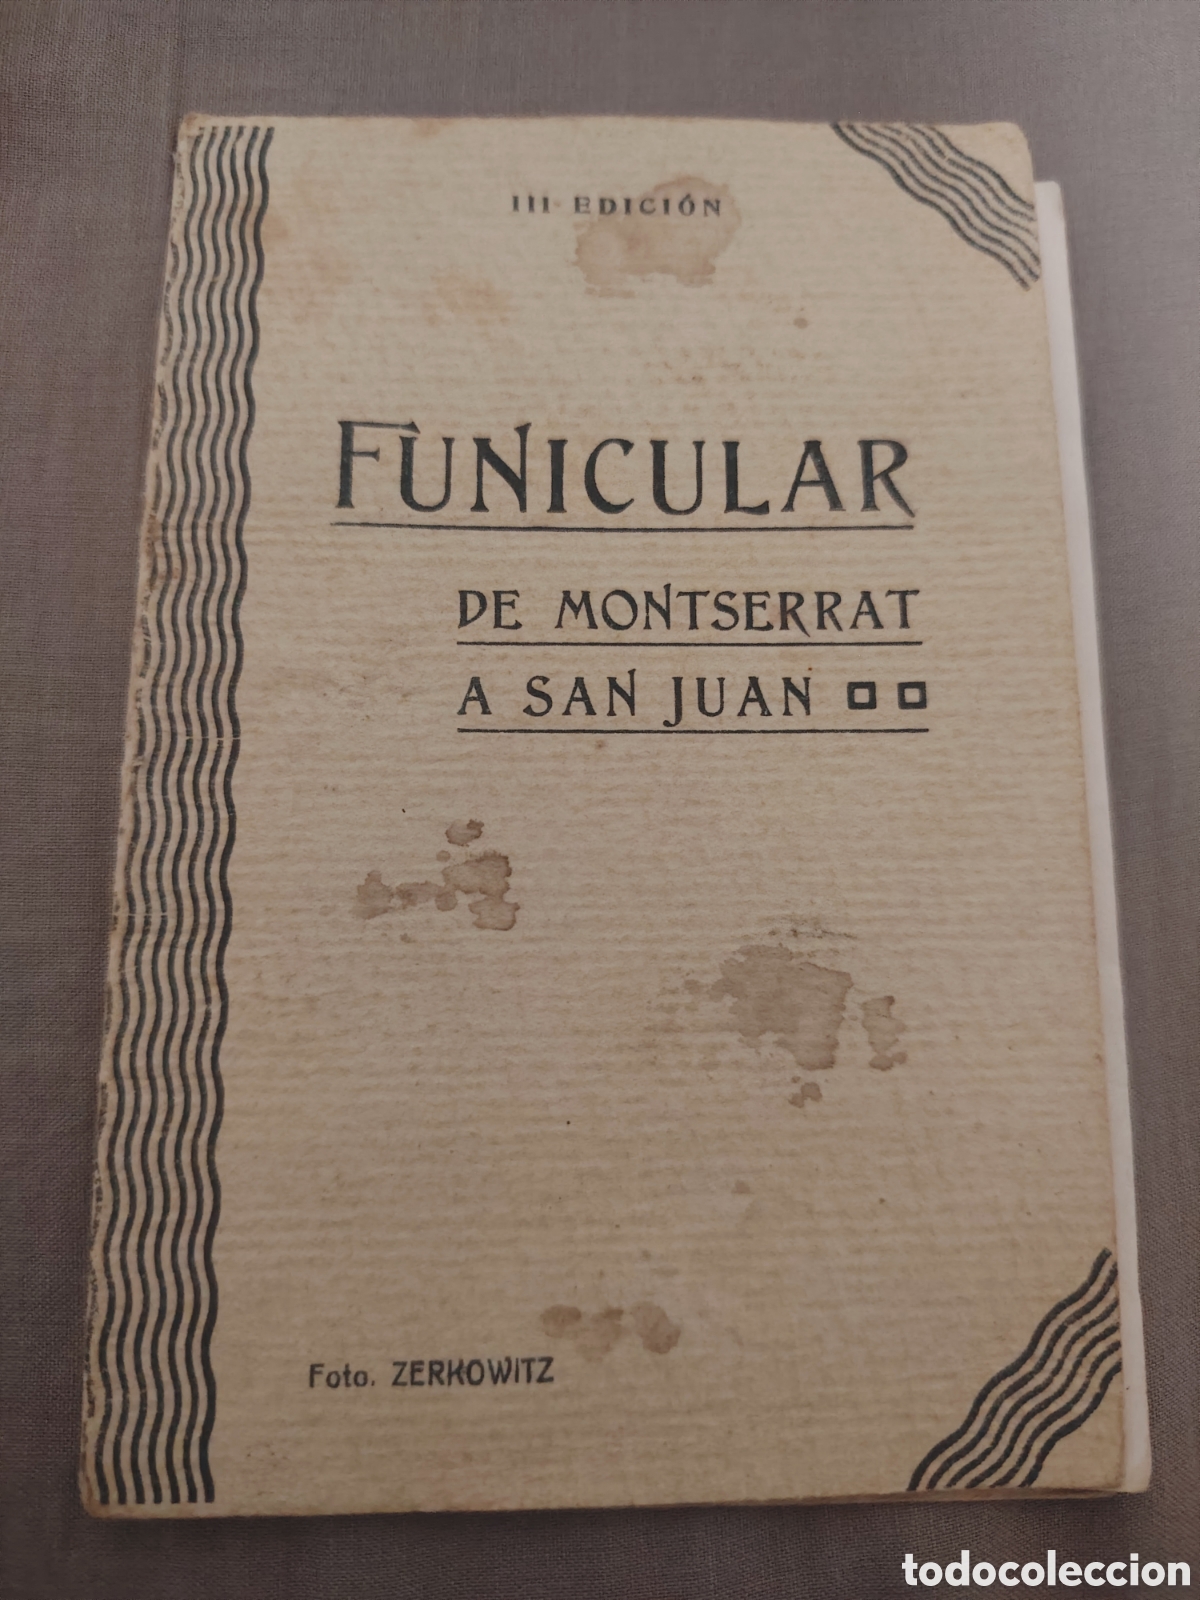 III EDICIÓN
FUNICULAR
DE MONTSERRAT
A SAN JUAN
Foto. ZERKOWITZ
todocoleccion